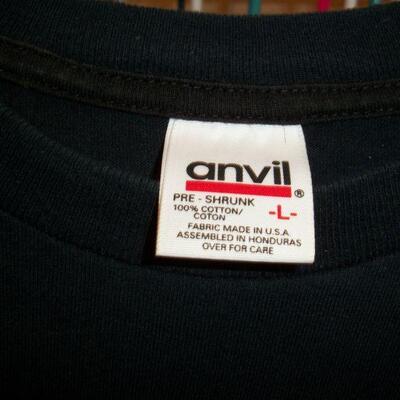 anvil®
PRE - SHRUNK
100% COTTON/ -L-
COTON
FABRIC MADE IN U.S.A
ASSEMBLED IN HONDURAS
OVER FOR CARE